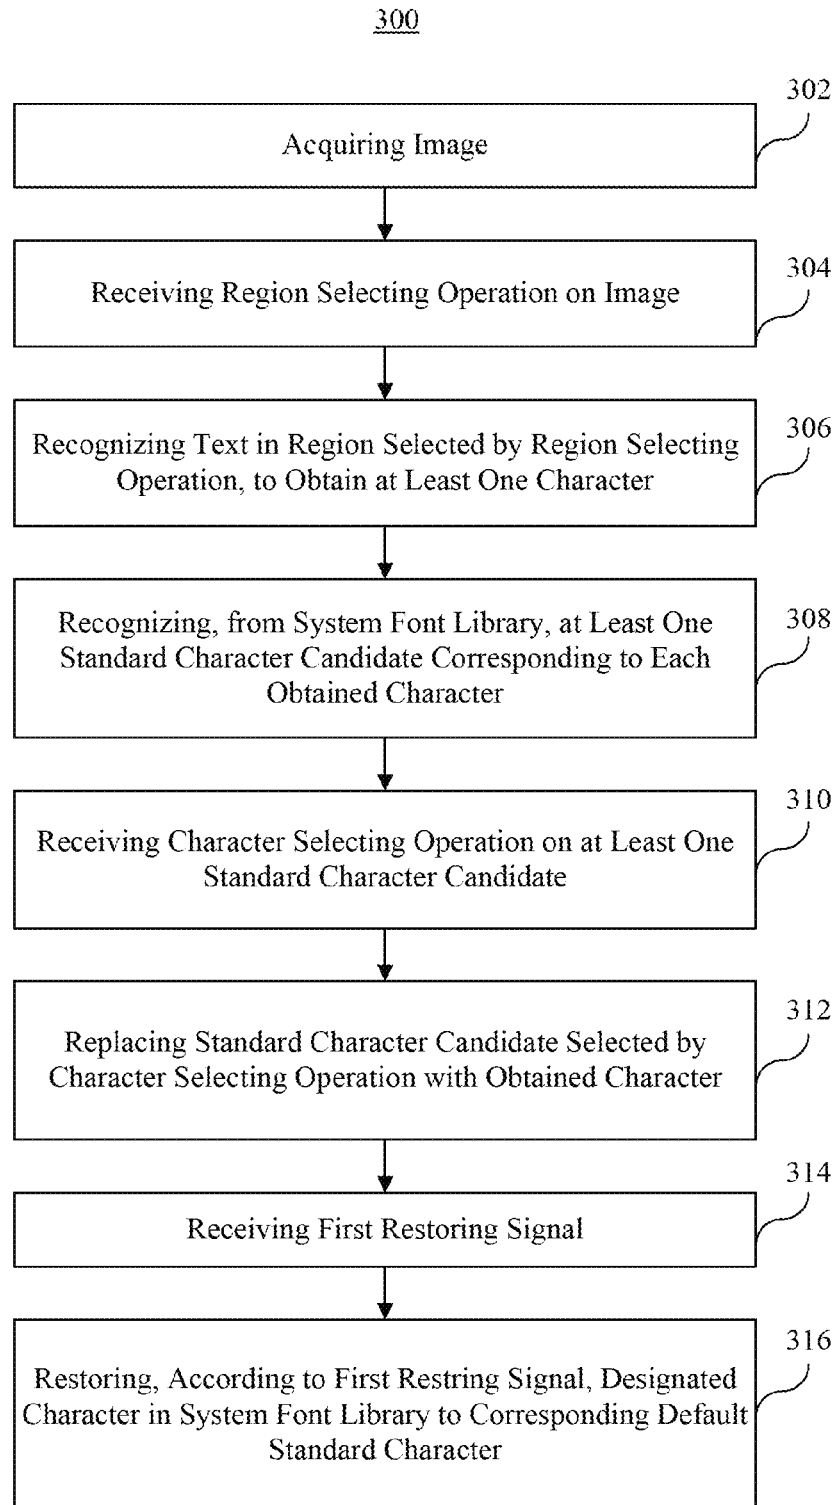 300
302
Acquiring Image
304
Receiving Region Selecting Operation on Image
306
Recognizing Text in Region Selected by Region Selecting
Operation, to Obtain at Least One Character
308
Recognizing, from System Font Library, at Least One
Standard Character Candidate Corresponding to Each
Obtained Character
310
Receiving Character Selecting Operation on at Least One
Standard Character Candidate
312
Replacing Standard Character Candidate Selected by
Character Selecting Operation with Obtained Character
314
Receiving First Restoring Signal
316
Restoring, According to First Restring Signal, Designated
Character in System Font Library to Corresponding Default
Standard Character